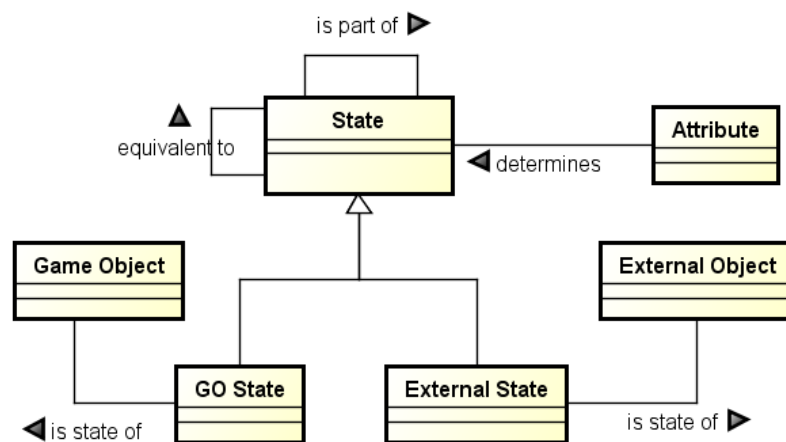 is part of
State
equivalent to
Attribute
determines
Game Object
External Object
GO State
External State
is state of
is state of